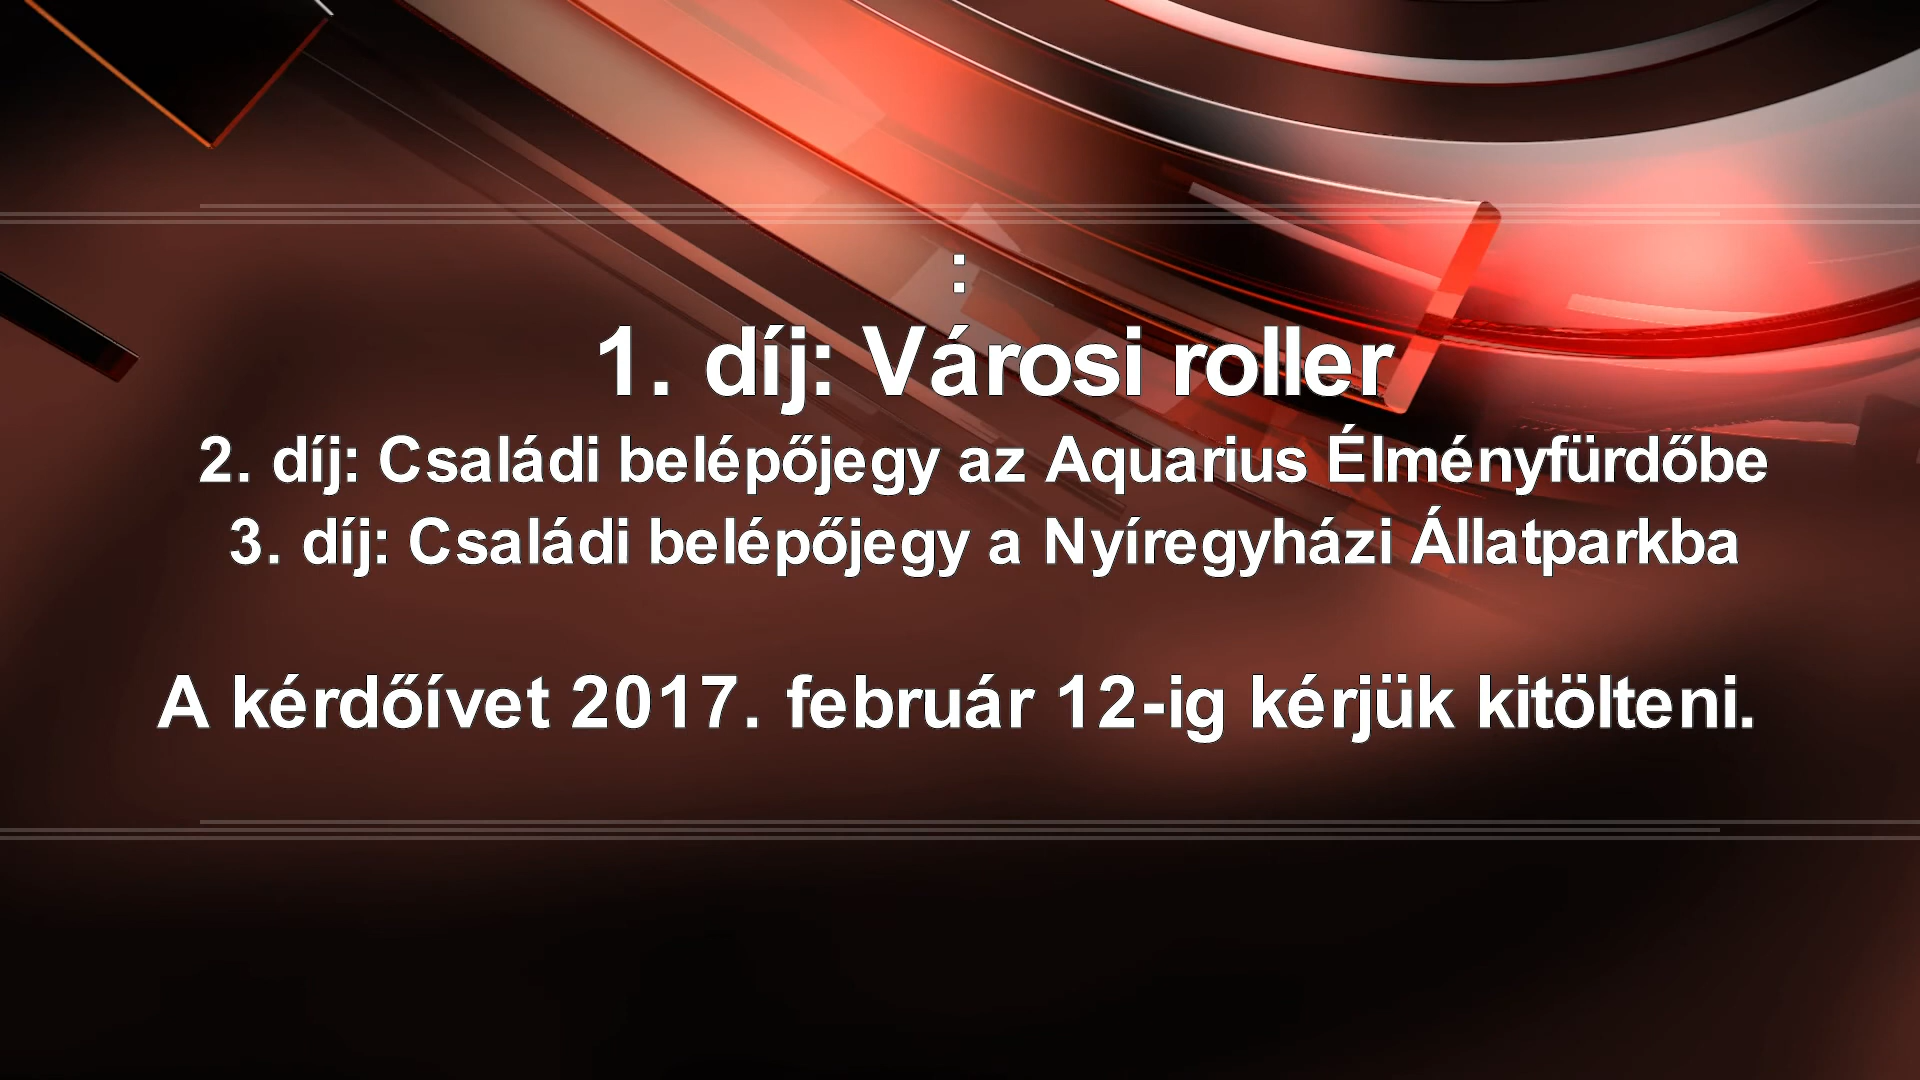 :
1. díj: Városi roller
2. díj: Családi belépőjegy az Aquarius Élményfürdőbe
3. díj: Családi belépőjegy a Nyíregyházi Állatparkba
A kérdőívet 2017. február 12-ig kérjük kitölteni.